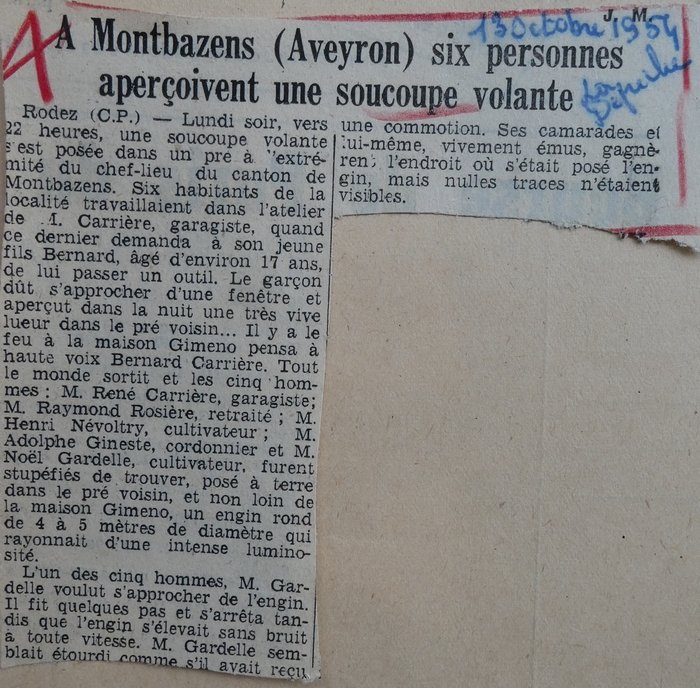 J. M.
13 Octobre 1954
A Montbazens (Aveyron) six personnes
aperçoivent une soucoupe volante
Rodez (C.P.) — Lundi soir, vers
22 heures, une soucoupe volante
s'est posée dans un pré à l'extré-
mité du chef-lieu du canton de
Montbazens. Six habitants de la
localité travaillaient dans l'atelier
de M. Carrière, garagiste, quand
ce dernier demanda à son jeune
fils Bernard, âgé d'environ 17 ans,
de lui passer un outil. Le garçon
dût s'approcher d'une fenêtre et
aperçut dans la nuit une très vive
lueur dans le pré voisin... Il y a le
feu à la maison Gimeno pensa à
haute voix Bernard Carrière. Tout
le monde sortit et les cinq hom-
mes : M. René Carrière, garagiste;
M. Raymond Rosière, retraité ; M.
Henri Névoltry, cultivateur ; M.
Adolphe Gineste, cordonnier et M.
Noël Gardelle, cultivateur, furent
stupéfiés de trouver, posé à terre
dans le pré voisin, et non loin de
la maison Gimeno, un engin rond
de 4 à 5 mètres de diamètre qui
rayonnait d'une intense lumino-
sité.
L'un des cinq hommes, M. Gar-
delle voulut s'approcher de l'engin.
Il fit quelques pas et s'arrêta tan-
dis que l'engin s'élevait sans bruit
à toute vitesse. M. Gardelle sem-
blait étourdi comme s'il avait reçu
une commotion. Ses camarades et
lui-même, vivement émus, gagnè-
rent l'endroit où s'était posé l'en-
gin, mais nulles traces n'étaient
visibles.